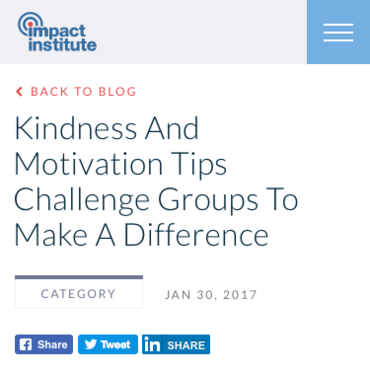 impact
institute
BACK TO BLOG
Kindness And
Motivation Tips
Challenge Groups To
Make A Difference
CATEGORY
JAN 30, 2017
Share
Tweet
in SHARE